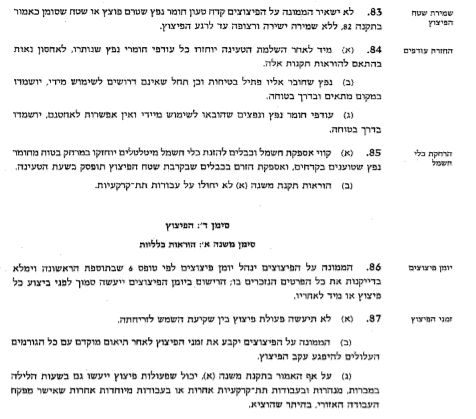 שמירת שטח הפיצוץ
83. לא ישאיר הממונה על הפיצוצים קדח טעון חומר נפץ שטרם פוצץ או שטח שסומן כאמור
בתקנה 82, ללא שמירה ישירה ורצופה עד לרגע הפיצוץ.
החזרת עודפים
84. (א) מיד לאחר השלמת הטעינה יוחזרו כל עודפי חומרי נפץ שנותרו, לאחסון נאות
בהתאם להוראות תקנות אלה.
(ב) נפץ שחובר אליו פתיל בטיחות וכן תחל שאינם דרושים לשימוש מידי, יושמדו
במקום מתאים ובדרך בטוחה.
(ג) עודפי חומר נפץ ונפצים שהובאו לשימוש מיידי ואין אפשרות לאחסנם, יושמדו
בדרך בטוחה.
הרחקת כלי חשמל
85. (א) קווי אספקת חשמל וכבלים להזנת כלי חשמל מיטלטלים יוחזקו במרחק בטוח מחומר
נפץ שטוענים בקדחים, ואספקת הזרם בכבלים שבקרבת שטח הפיצוץ תופסק בשעת הטעינה.
(ב) הוראות תקנת משנה (א) לא יחולו על עבודות תת-קרקעיות.
סימן ד': הפיצוץ
סימן משנה א': הוראות כלליות
יומן פיצוצים
86. הממונה על הפיצוצים ינהל יומן פיצוצים לפי טופס 6 שבתוספת הראשונה וימלא
בדייקנות את כל הפרטים הנזכרים בו; הרישום ביומן הפיצוצים ייעשה סמוך לפני ביצוע כל
פיצוץ או מיד לאחריו.
זמני הפיצוץ
87. (א) לא תיעשה פעולת פיצוץ בין שקיעת השמש לזריחתה.
(ב) הממונה על הפיצוצים יקבע את זמני הפיצוץ לאחר תיאום מוקדם עם כל הגורמים
העלולים להיפגע עקב הפיצוץ.
(ג) על אף האמור בתקנת משנה (א), יכול שפעולות פיצוץ ייעשו גם בשעות הלילה
במכרות, מנהרות ובעבודות תת-קרקעיות אחרות או בעבודות מיוחדות אחרות שאישר מפקח
העבודה האזורי, בהיתר שהוציא.